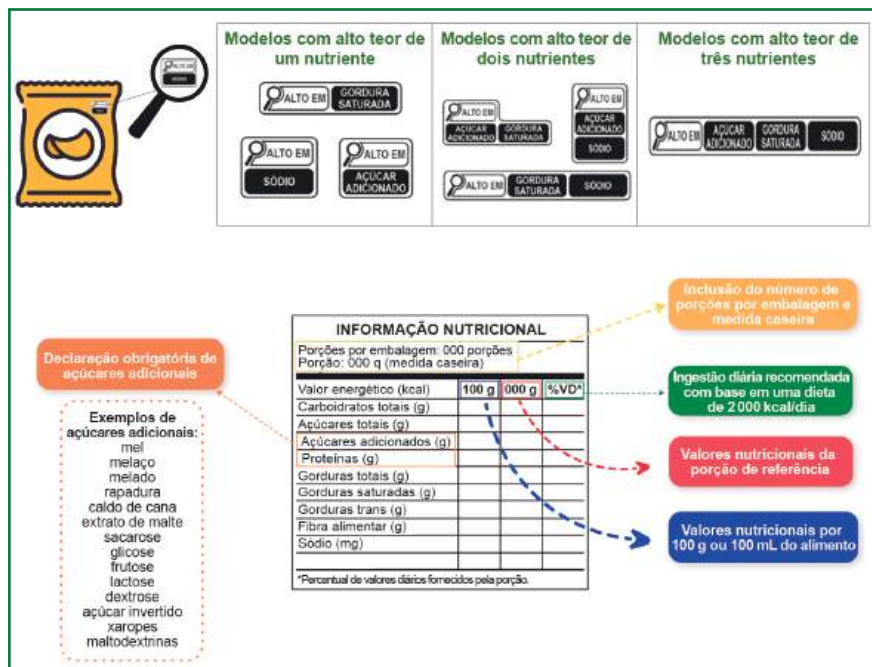 Modelos com alto teor de
um nutriente
Modelos com alto teor de
dois nutrientes
Modelos com alto teor de
três nutrientes
ALTO EM
SÓDIO
ALTO EM
GORDURA
SATURADA
ALTO EM
SÓDIO
ALTO EM
AÇÚCAR
ADICIONADO
ALTO EM
AÇÚCAR
ADICIONADO
GORDURA
SATURADA
ALTO EM
AÇÚCAR
ADICIONADO
SÓDIO
ALTO EM
GORDURA
SATURADA
SÓDIO
ALTO EM
AÇÚCAR
ADICIONADO
GORDURA
SATURADA
SÓDIO
Declaração obrigatória de
açúcares adicionais
Exemplos de
açúcares adicionais:
mel
melaço
melado
rapadura
caldo de cana
extrato de malte
sacarose
glicose
frutose
lactose
dextrose
açúcar invertido
xaropes
maltodextrinas
INFORMAÇÃO NUTRICIONAL
Porções por embalagem: 000 porções
Porção: 000 g (medida caseira)
Valor energético (kcal) 100 g 000 g %VD*
Carboidratos totais (g)
Açúcares totais (g)
Açúcares adicionados (g)
Proteínas (g)
Gorduras totais (g)
Gorduras saturadas (g)
Gorduras trans (g)
Fibra alimentar (g)
Sódio (mg)
*Percentual de valores diários fornecidos pela porção.
Inclusão do número de
porções por embalagem e
medida caseira
Ingestão diária recomendada
com base em uma dieta
de 2 000 kcal/dia
Valores nutricionais da
porção de referência
Valores nutricionais por
100 g ou 100 mL do alimento